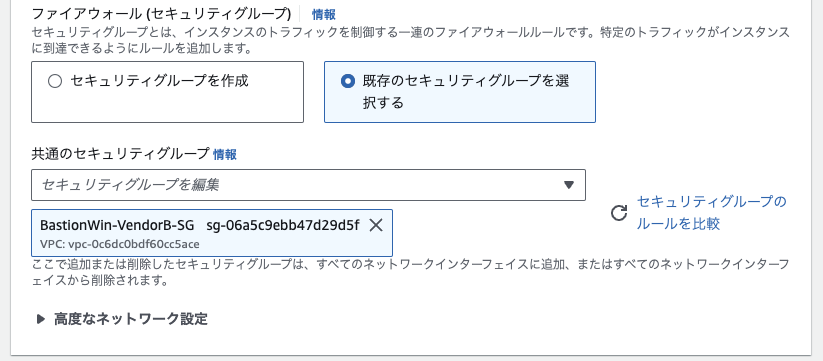 ファイアウォール (セキュリティグループ) 情報
セキュリティグループとは、インスタンスのトラフィックを制御する一連のファイアウォールルールです。特定のトラフィックがインスタンス
に到達できるようにルールを追加します。
セキュリティグループを作成
既存のセキュリティグループを選
択する
共通のセキュリティグループ 情報
セキュリティグループを編集
セキュリティグループの
ルールを比較
BastionWin-VendorB-SG sg-06a5c9ebb47d29d5f
VPC: vpc-0c6dc0bdf60cc5ace
ここで追加または削除したセキュリティグループは、すべてのネットワークインターフェイスに追加、またはすべてのネットワークインターフ
ェイスから削除されます。
高度なネットワーク設定